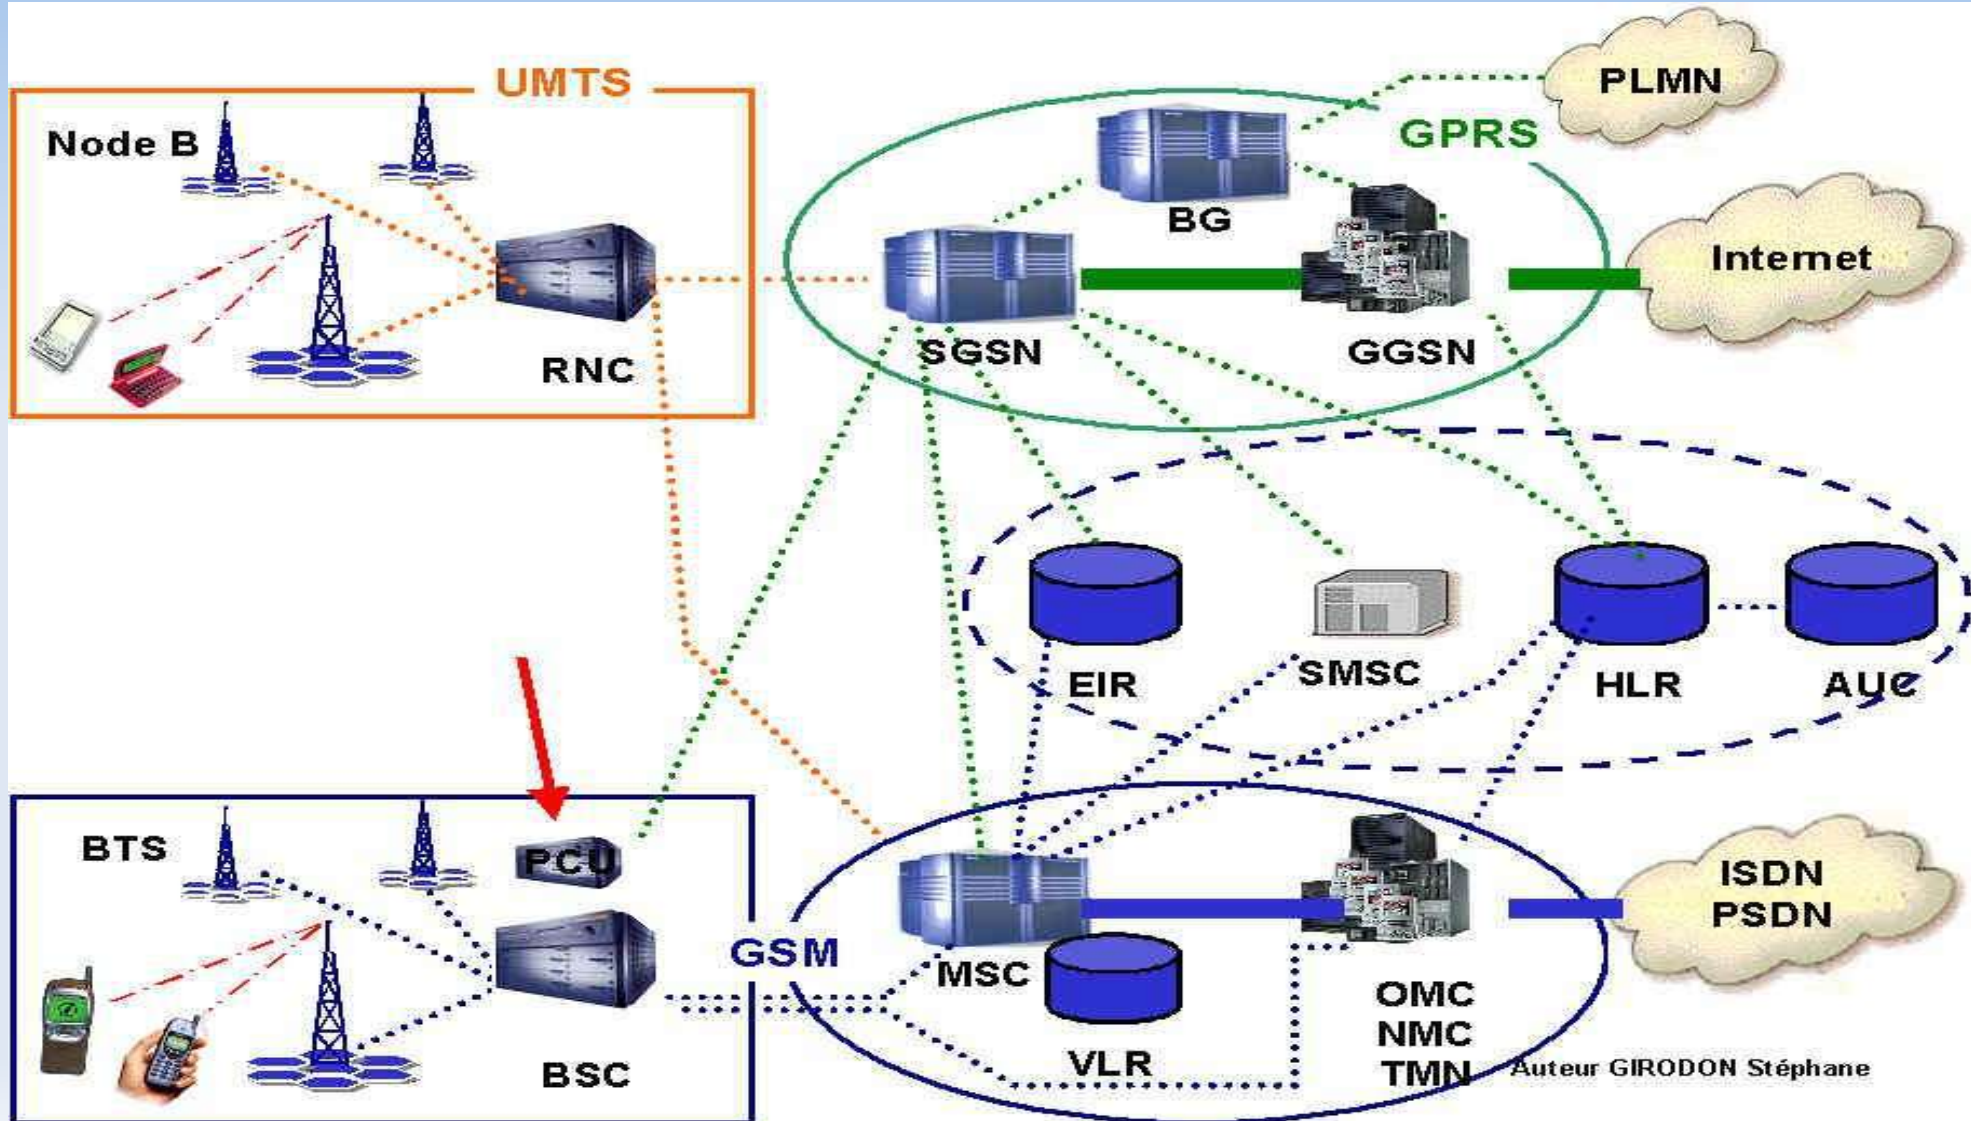 UMTS
PLMN
Node B
GPRS
BG
Internet
SGSN
GGSN
RNC
EIR
SMSC
HLR
AUC
BTS
PCU
ISDN
PSDN
GSM
MSC
OMC
NMC
TMN
VLR
BSC
Auteur GIRODON Stéphane